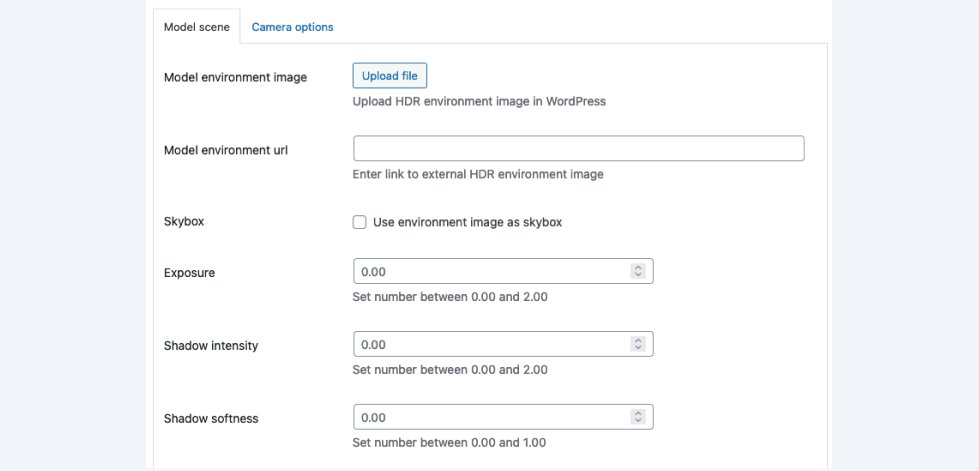 Model scene
Camera options
Model environment image
Upload file
Upload HDR environment image in WordPress
Model environment url
Enter link to external HDR environment image
Skybox
Use environment image as skybox
Exposure
0.00
Set number between 0.00 and 2.00
Shadow intensity
0.00
Set number between 0.00 and 2.00
Shadow softness
0.00
Set number between 0.00 and 1.00